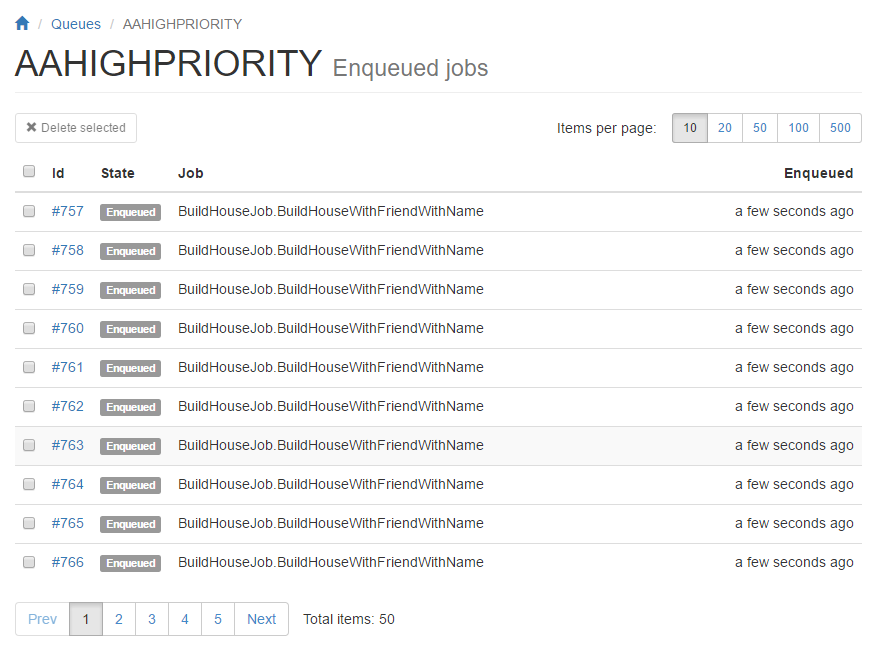 / Queues / AAHIGHPRIORITY
AAHIGHPRIORITY Enqueued jobs
Delete selected Items per page: 10 20 50 100 500
Id State Job Enqueued
#757 Enqueued BuildHouseJob.BuildHouseWithFriendWithName a few seconds ago
#758 Enqueued BuildHouseJob.BuildHouseWithFriendWithName a few seconds ago
#759 Enqueued BuildHouseJob.BuildHouseWithFriendWithName a few seconds ago
#760 Enqueued BuildHouseJob.BuildHouseWithFriendWithName a few seconds ago
#761 Enqueued BuildHouseJob.BuildHouseWithFriendWithName a few seconds ago
#762 Enqueued BuildHouseJob.BuildHouseWithFriendWithName a few seconds ago
#763 Enqueued BuildHouseJob.BuildHouseWithFriendWithName a few seconds ago
#764 Enqueued BuildHouseJob.BuildHouseWithFriendWithName a few seconds ago
#765 Enqueued BuildHouseJob.BuildHouseWithFriendWithName a few seconds ago
#766 Enqueued BuildHouseJob.BuildHouseWithFriendWithName a few seconds ago
Prev 1 2 3 4 5 Next Total items: 50